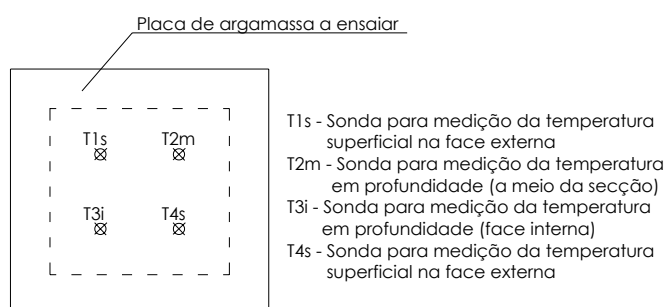 Placa de argamassa a ensaiar
T1s T2m
T3i T4s
T1s - Sonda para medição da temperatura
superficial na face externa
T2m - Sonda para medição da temperatura
em profundidade (a meio da secção)
T3i - Sonda para medição da temperatura
em profundidade (face interna)
T4s - Sonda para medição da temperatura
superficial na face externa